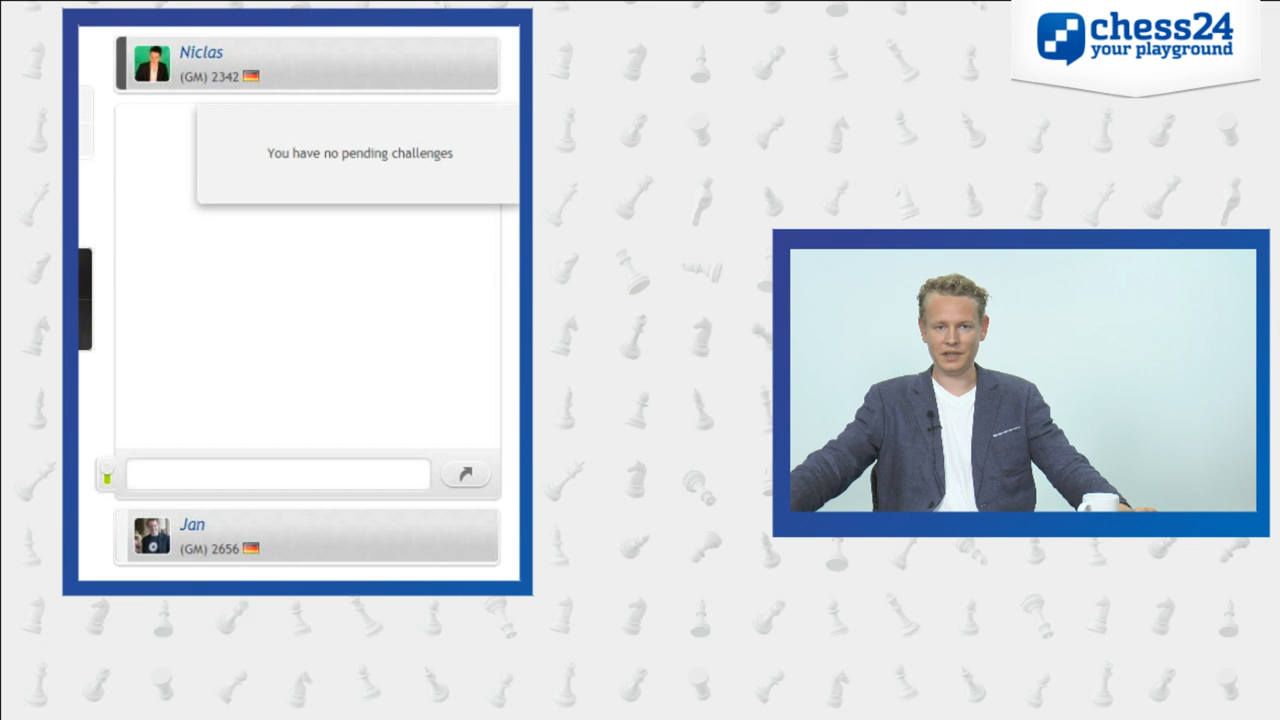 Niclas
(GM) 2342
You have no pending challenges
Jan
(GM) 2656
chess24
your playground